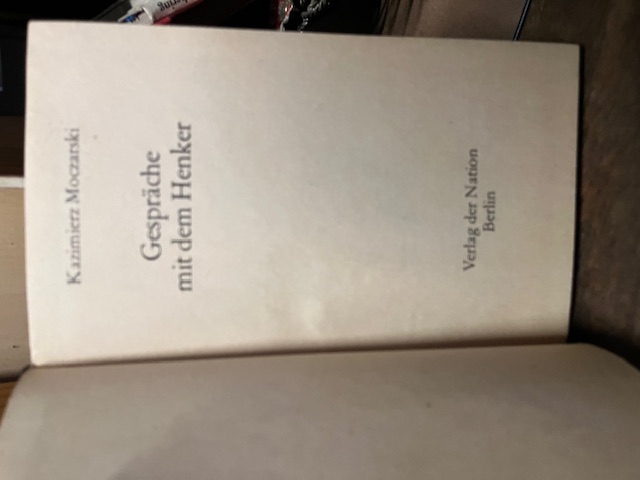 Kazimierz Moczarski
Gespräche
mit dem Henker
Verlag der Nation
Berlin